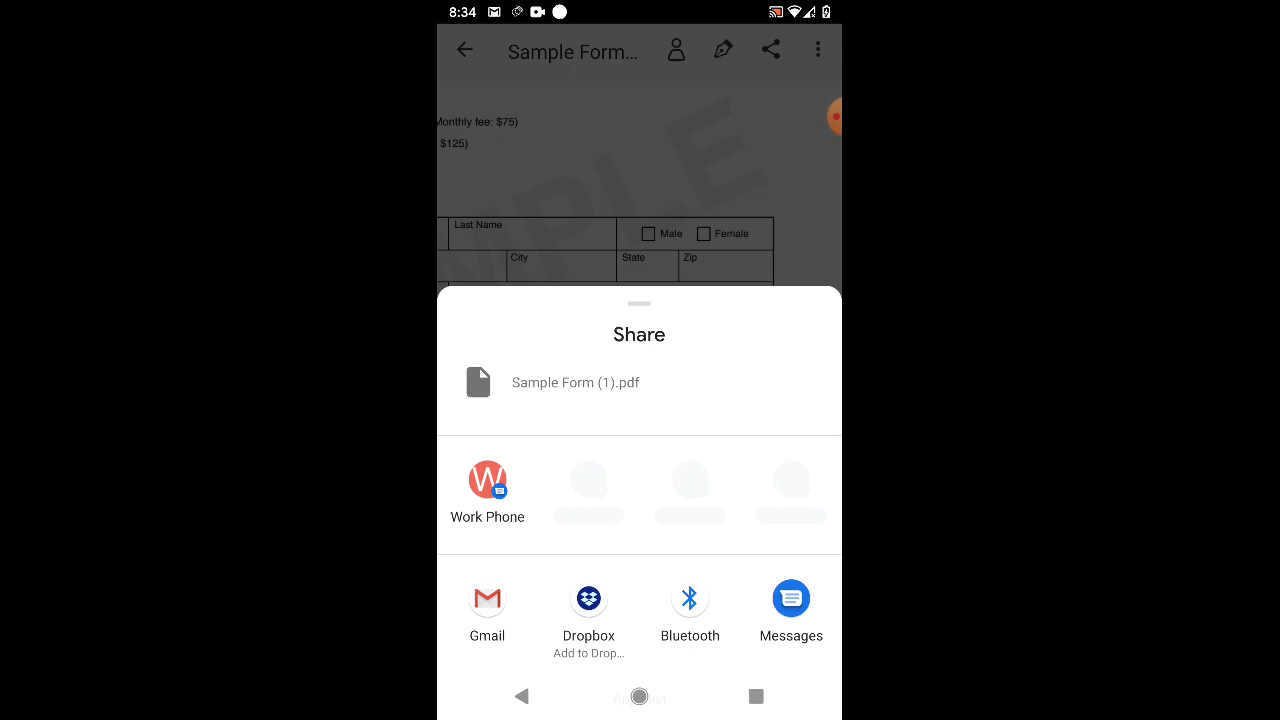 8:34
Sample Form...
Monthly fee: $75)
$125)
MPLE
Last Name
Male
Female
City
State
Zip
Share
Sample Form (1).pdf
W
Work Phone
Gmail
Dropbox
Bluetooth
Messages
Add to Drop...